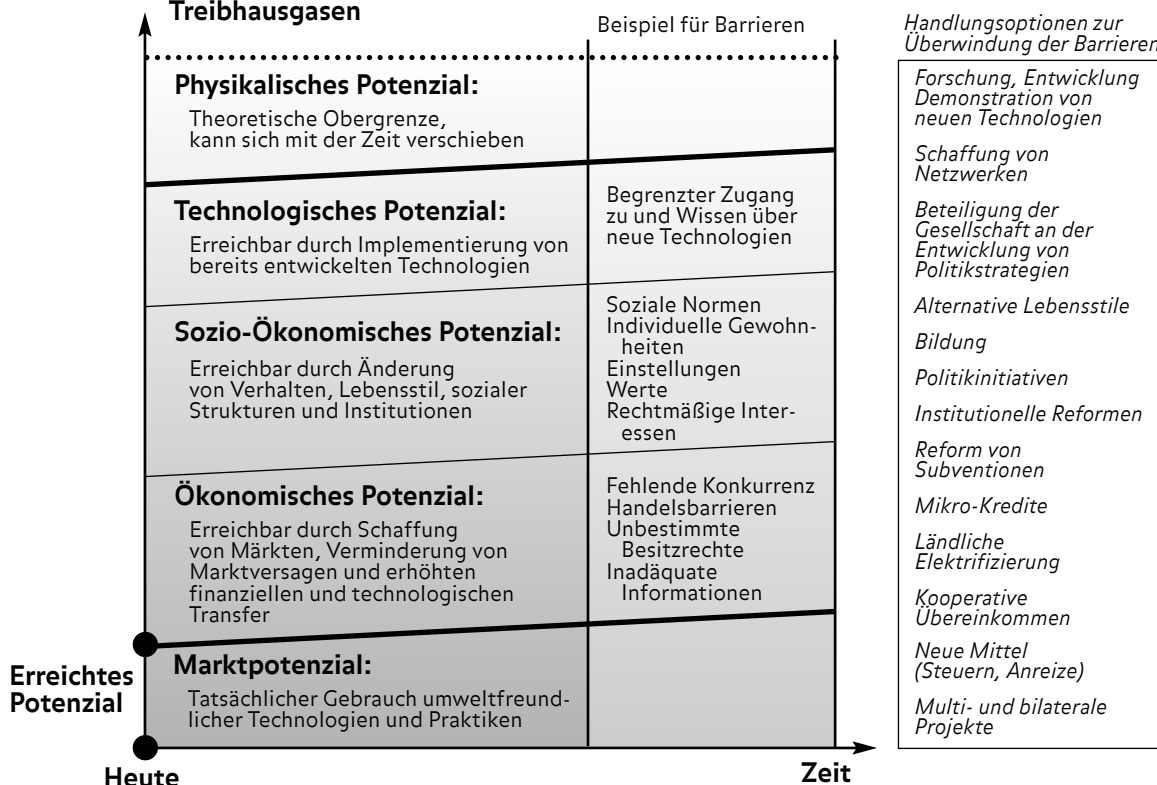 Treibhausgasen
Beispiel für Barrieren
Physikalisches Potenzial:
Theoretische Obergrenze,
kann sich mit der Zeit verschieben
Technologisches Potenzial:
Erreichbar durch Implementierung von
bereits entwickelten Technologien
Begrenzter Zugang
zu und Wissen über
neue Technologien
Sozio-Ökonomisches Potenzial:
Erreichbar durch Änderung
von Verhalten, Lebensstil, sozialer
Strukturen und Institutionen
Soziale Normen
Individuelle Gewohn-
heiten
Einstellungen
Werte
Rechtmäßige Inter-
essen
Ökonomisches Potenzial:
Erreichbar durch Schaffung
von Märkten, Verminderung von
Marktversagen und erhöhten
finanziellen und technologischen
Transfer
Fehlende Konkurrenz
Handelsbarrieren
Unbestimmte
Besitzrechte
Inadäquate
Informationen
Marktpotenzial:
Tatsächlicher Gebrauch umweltfreund-
licher Technologien und Praktiken
Erreichtes
Potenzial
Heute
Zeit
Handlungsoptionen zur
Überwindung der Barrieren
Forschung, Entwicklung
Demonstration von
neuen Technologien
Schaffung von
Netzwerken
Beteiligung der
Gesellschaft an der
Entwicklung von
Politikstrategien
Alternative Lebensstile
Bildung
Politikinitiativen
Institutionelle Reformen
Reform von
Subventionen
Mikro-Kredite
Ländliche
Elektrifizierung
Kooperative
Übereinkommen
Neue Mittel
(Steuern, Anreize)
Multi- und bilaterale
Projekte